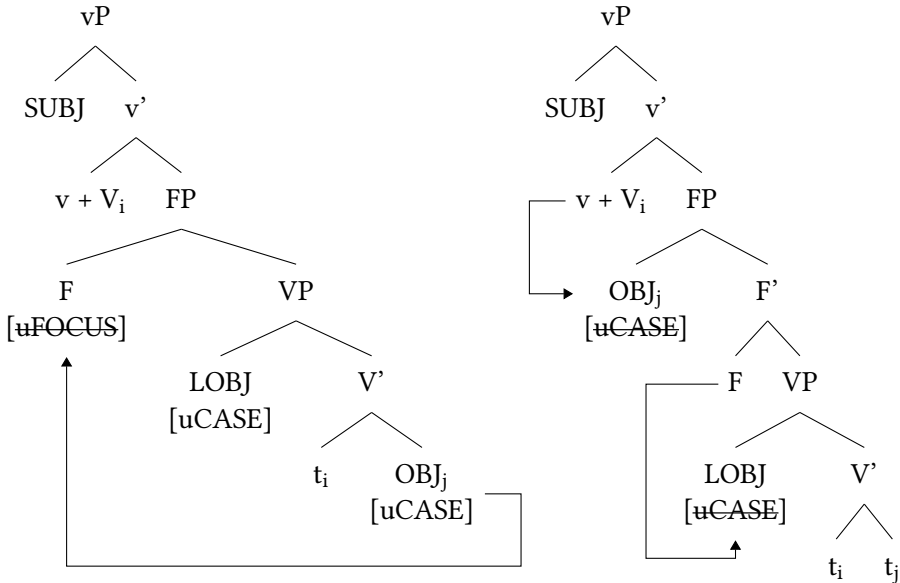 vP vP
SUBJ v’ SUBJ v’
v + Vi FP v + Vi FP
F VP OBJj F’
[uFOCUS] [uCASE]
LOBJ V’ F VP
[uCASE]
ti OBJj LOBJ V’
[uCASE] [uCASE]
ti tj